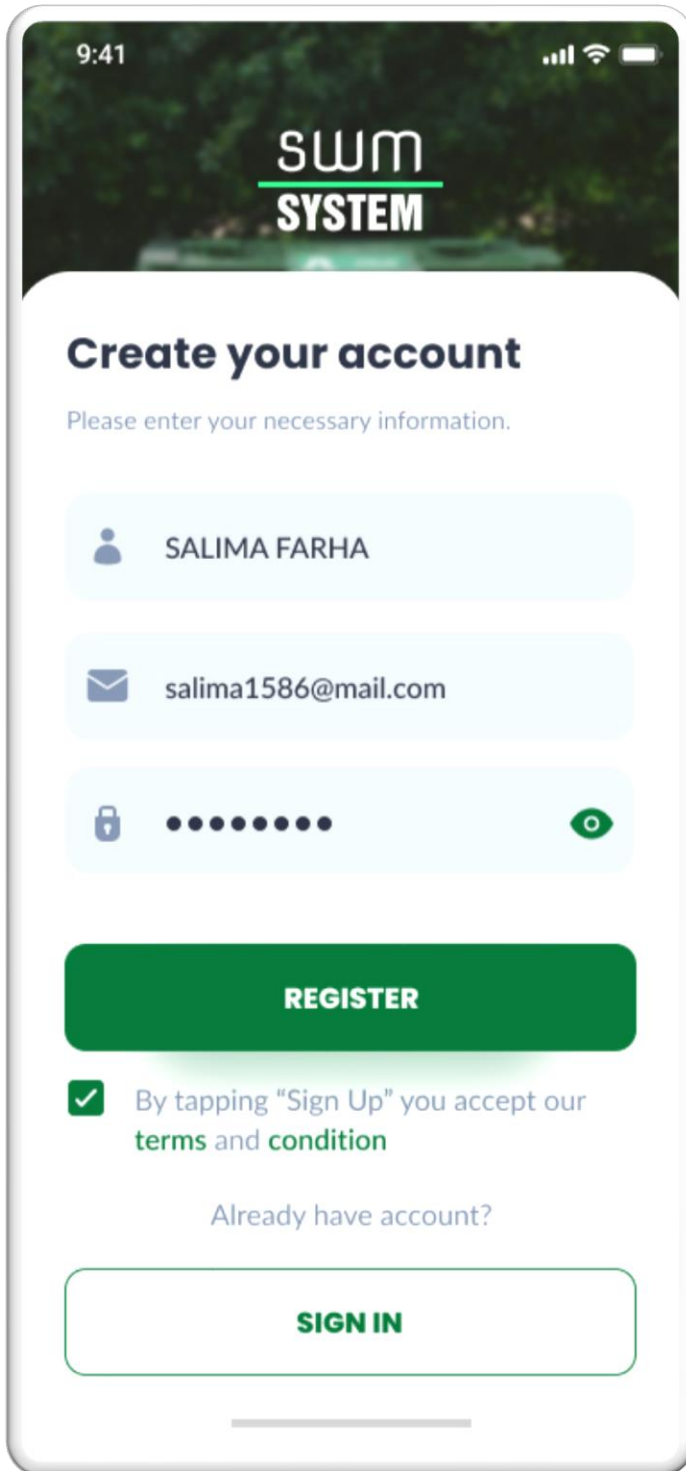 9:41
swm
SYSTEM
Create your account
Please enter your necessary information.
SALIMA FARHA
salima1586@mail.com
••••••••
REGISTER
By tapping “Sign Up” you accept our
terms and condition
Already have account?
SIGN IN